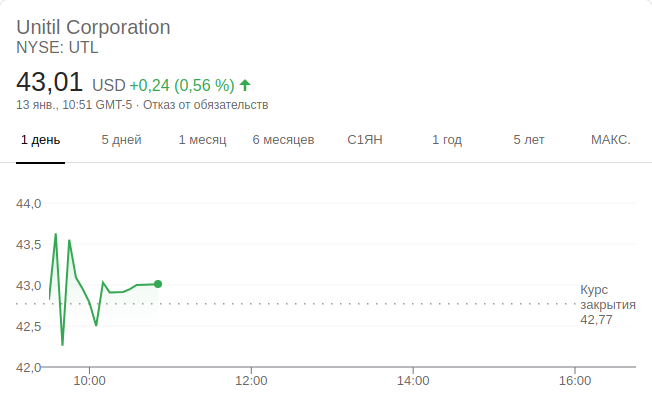 Unitil Corporation
NYSE: UTL
43,01 USD +0,24 (0,56 %)
13 янв., 10:51 GMT-5 · Отказ от обязательств
1 день 5 дней 1 месяц 6 месяцев С1ЯН 1 год 5 лет МАКС.
44,0
43,5
43,0
42,5
42,0
Курс
закрытия
42,77
10:00 12:00 14:00 16:00